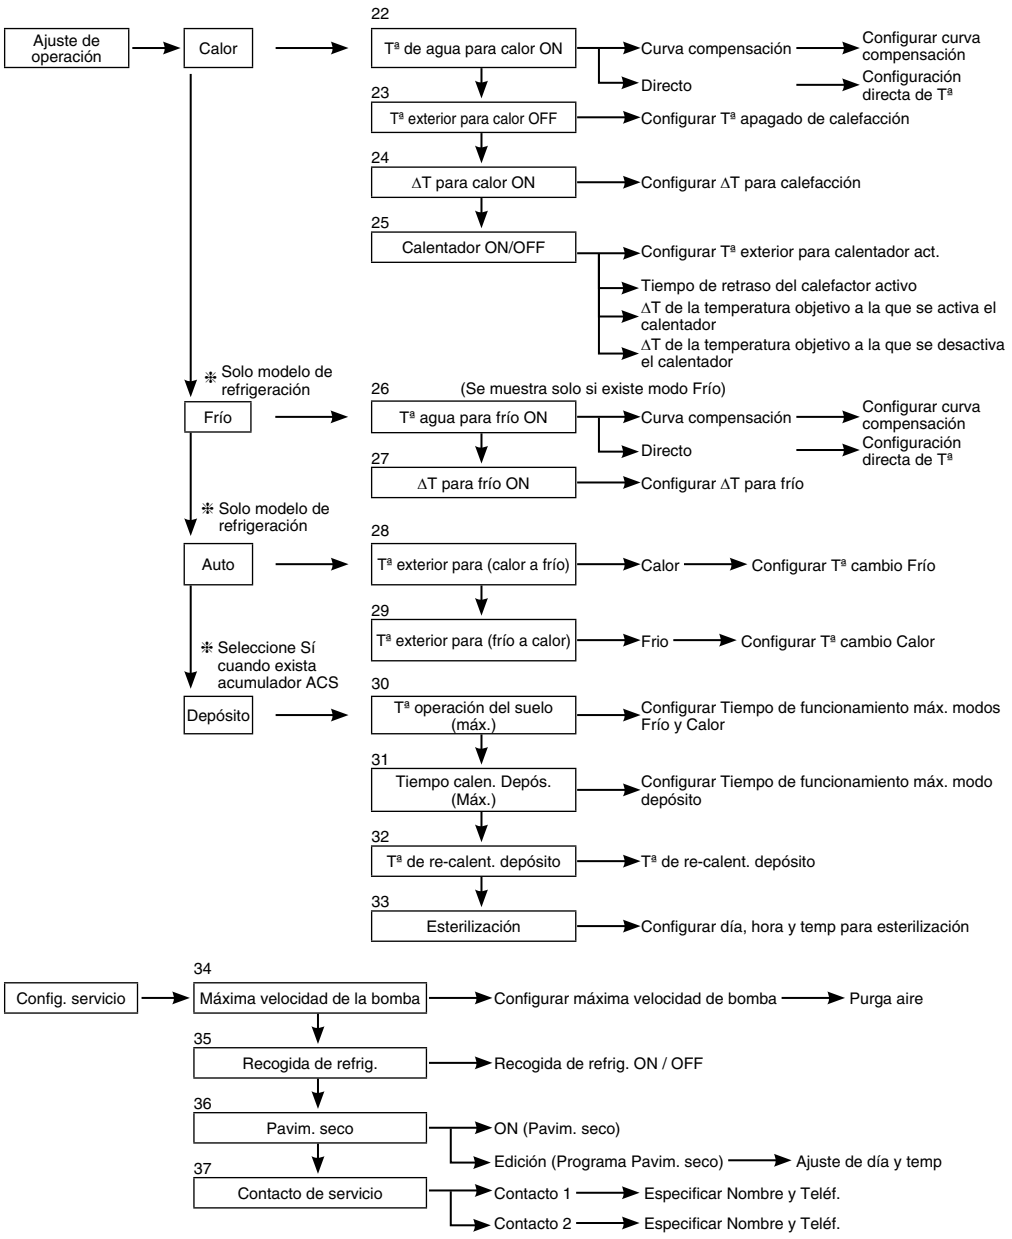 22
Ajuste de
operación
Calor
Tª de agua para calor ON
Curva compensación
Configurar curva
compensación
Directo
Configuración
directa de Tª
23
Tª exterior para calor OFF
Configurar Tª apagado de calefacción
24
ΔT para calor ON
Configurar ΔT para calefacción
25
Calentador ON/OFF
Configurar Tª exterior para calentador act.
Tiempo de retraso del calefactor activo
ΔT de la temperatura objetivo a la que se activa el
calentador
ΔT de la temperatura objetivo a la que se desactiva
el calentador
❈ Solo modelo de
refrigeración
26
(Se muestra solo si existe modo Frío)
Frío
Tª agua para frío ON
Curva compensación
Configurar curva
compensación
Directo
Configuración
directa de Tª
27
ΔT para frío ON
Configurar ΔT para frío
❈ Solo modelo de
refrigeración
28
Auto
Tª exterior para (calor a frío)
Calor
Configurar Tª cambio Frío
29
Tª exterior para (frío a calor)
Frio
Configurar Tª cambio Calor
❈ Seleccione Sí
cuando exista
acumulador ACS
30
Depósito
Tª operación del suelo
(máx.)
Configurar Tiempo de funcionamiento máx. modos
Frío y Calor
31
Tiempo calen. Depós.
(Máx.)
Configurar Tiempo de funcionamiento máx. modo
depósito
32
Tª de re-calent. depósito
Tª de re-calent. depósito
33
Esterilización
Configurar día, hora y temp para esterilización
34
Config. servicio
Máxima velocidad de la bomba
Configurar máxima velocidad de bomba
Purga aire
35
Recogida de refrig.
Recogida de refrig. ON / OFF
36
Pavim. seco
ON (Pavim. seco)
Edición (Programa Pavim. seco)
Ajuste de día y temp
37
Contacto de servicio
Contacto 1
Especificar Nombre y Teléf.
Contacto 2
Especificar Nombre y Teléf.